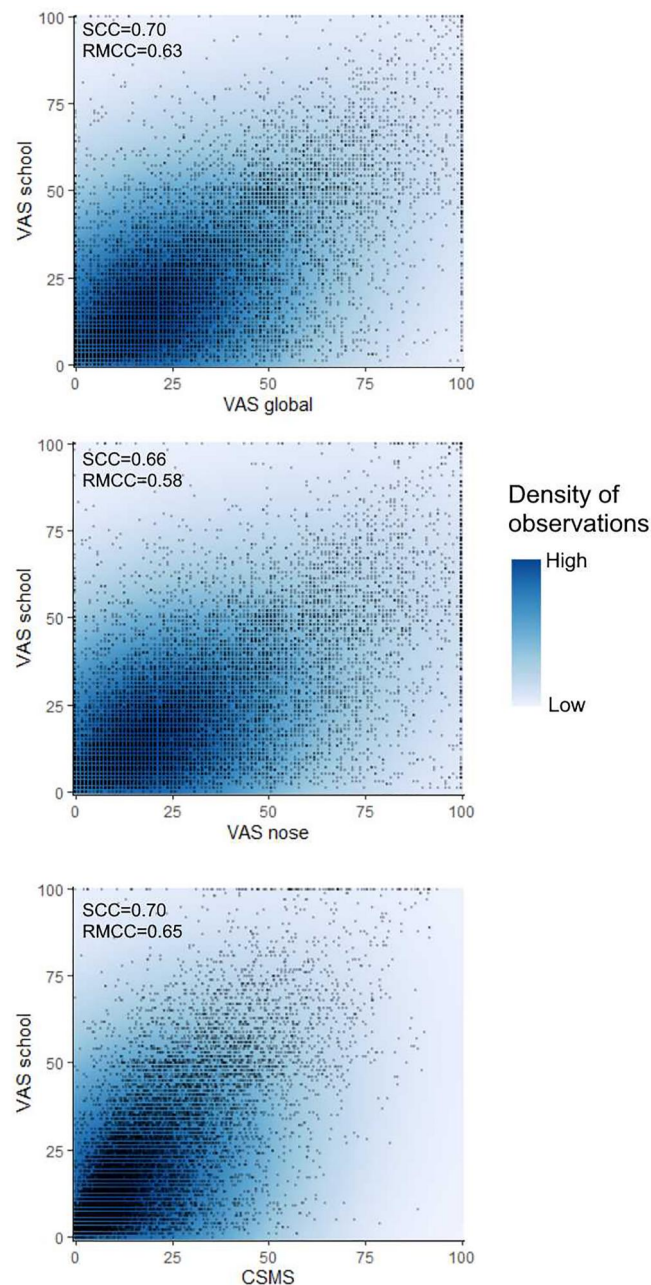 SCC=0.70
RMCC=0.63
100
75
50
25
0
VAS school
0 25 50 75 100
VAS global
SCC=0.66
RMCC=0.58
100
75
50
25
0
VAS school
0 25 50 75 100
VAS nose
Density of
observations
High
Low
SCC=0.70
RMCC=0.65
100
75
50
25
0
VAS school
0 25 50 75 100
CSMS